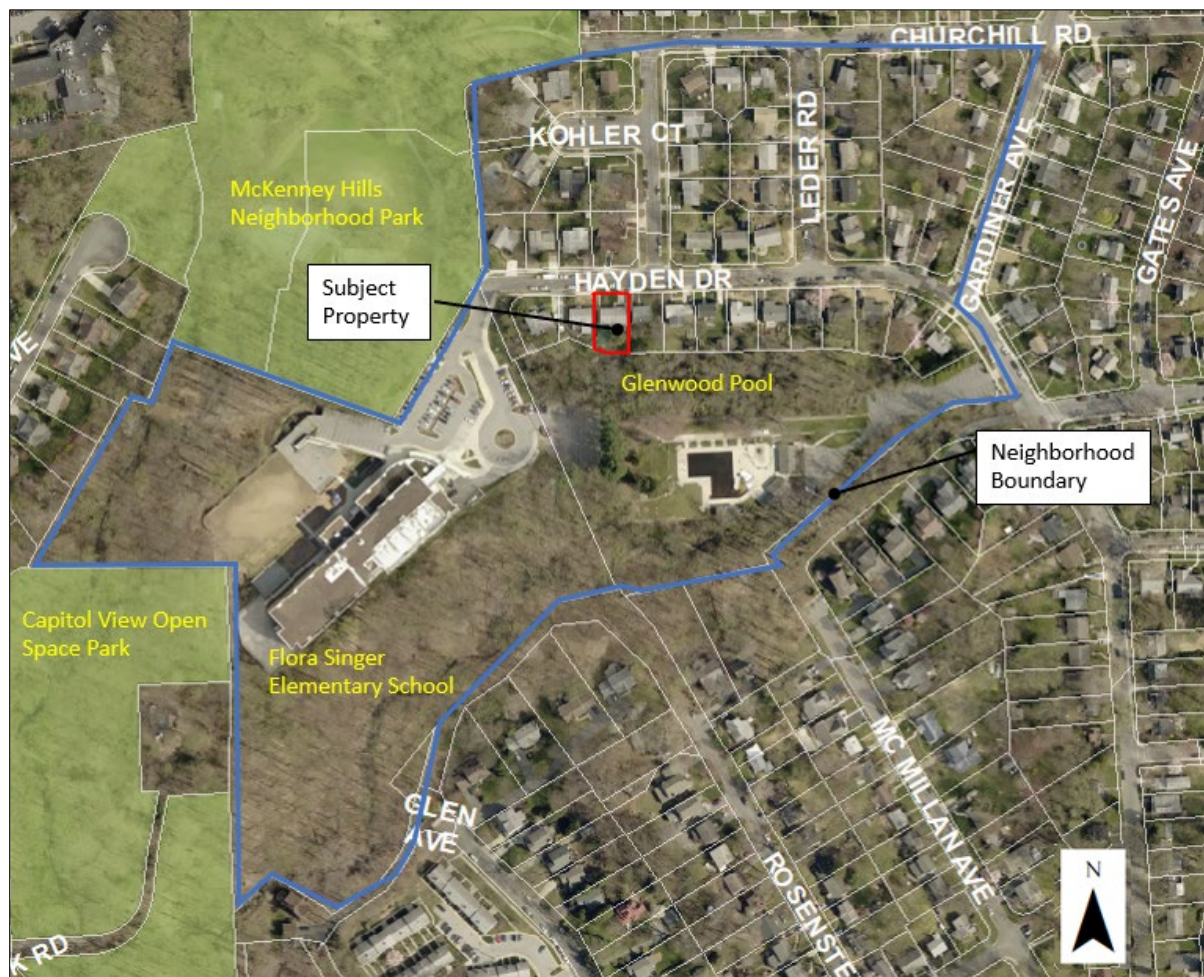 CHURCHILL RD
KOHLER CT
LEDER RD
GARDINER AVE
GATES AVE
McKenney Hills
Neighborhood Park
HAYDEN DR
Subject
Property
Glenwood Pool
Neighborhood
Boundary
VE
Capitol View Open
Space Park
Flora Singer
Elementary School
GLEN
AVE
MC MILLAN AVE
ROSENSTE
K RD
N